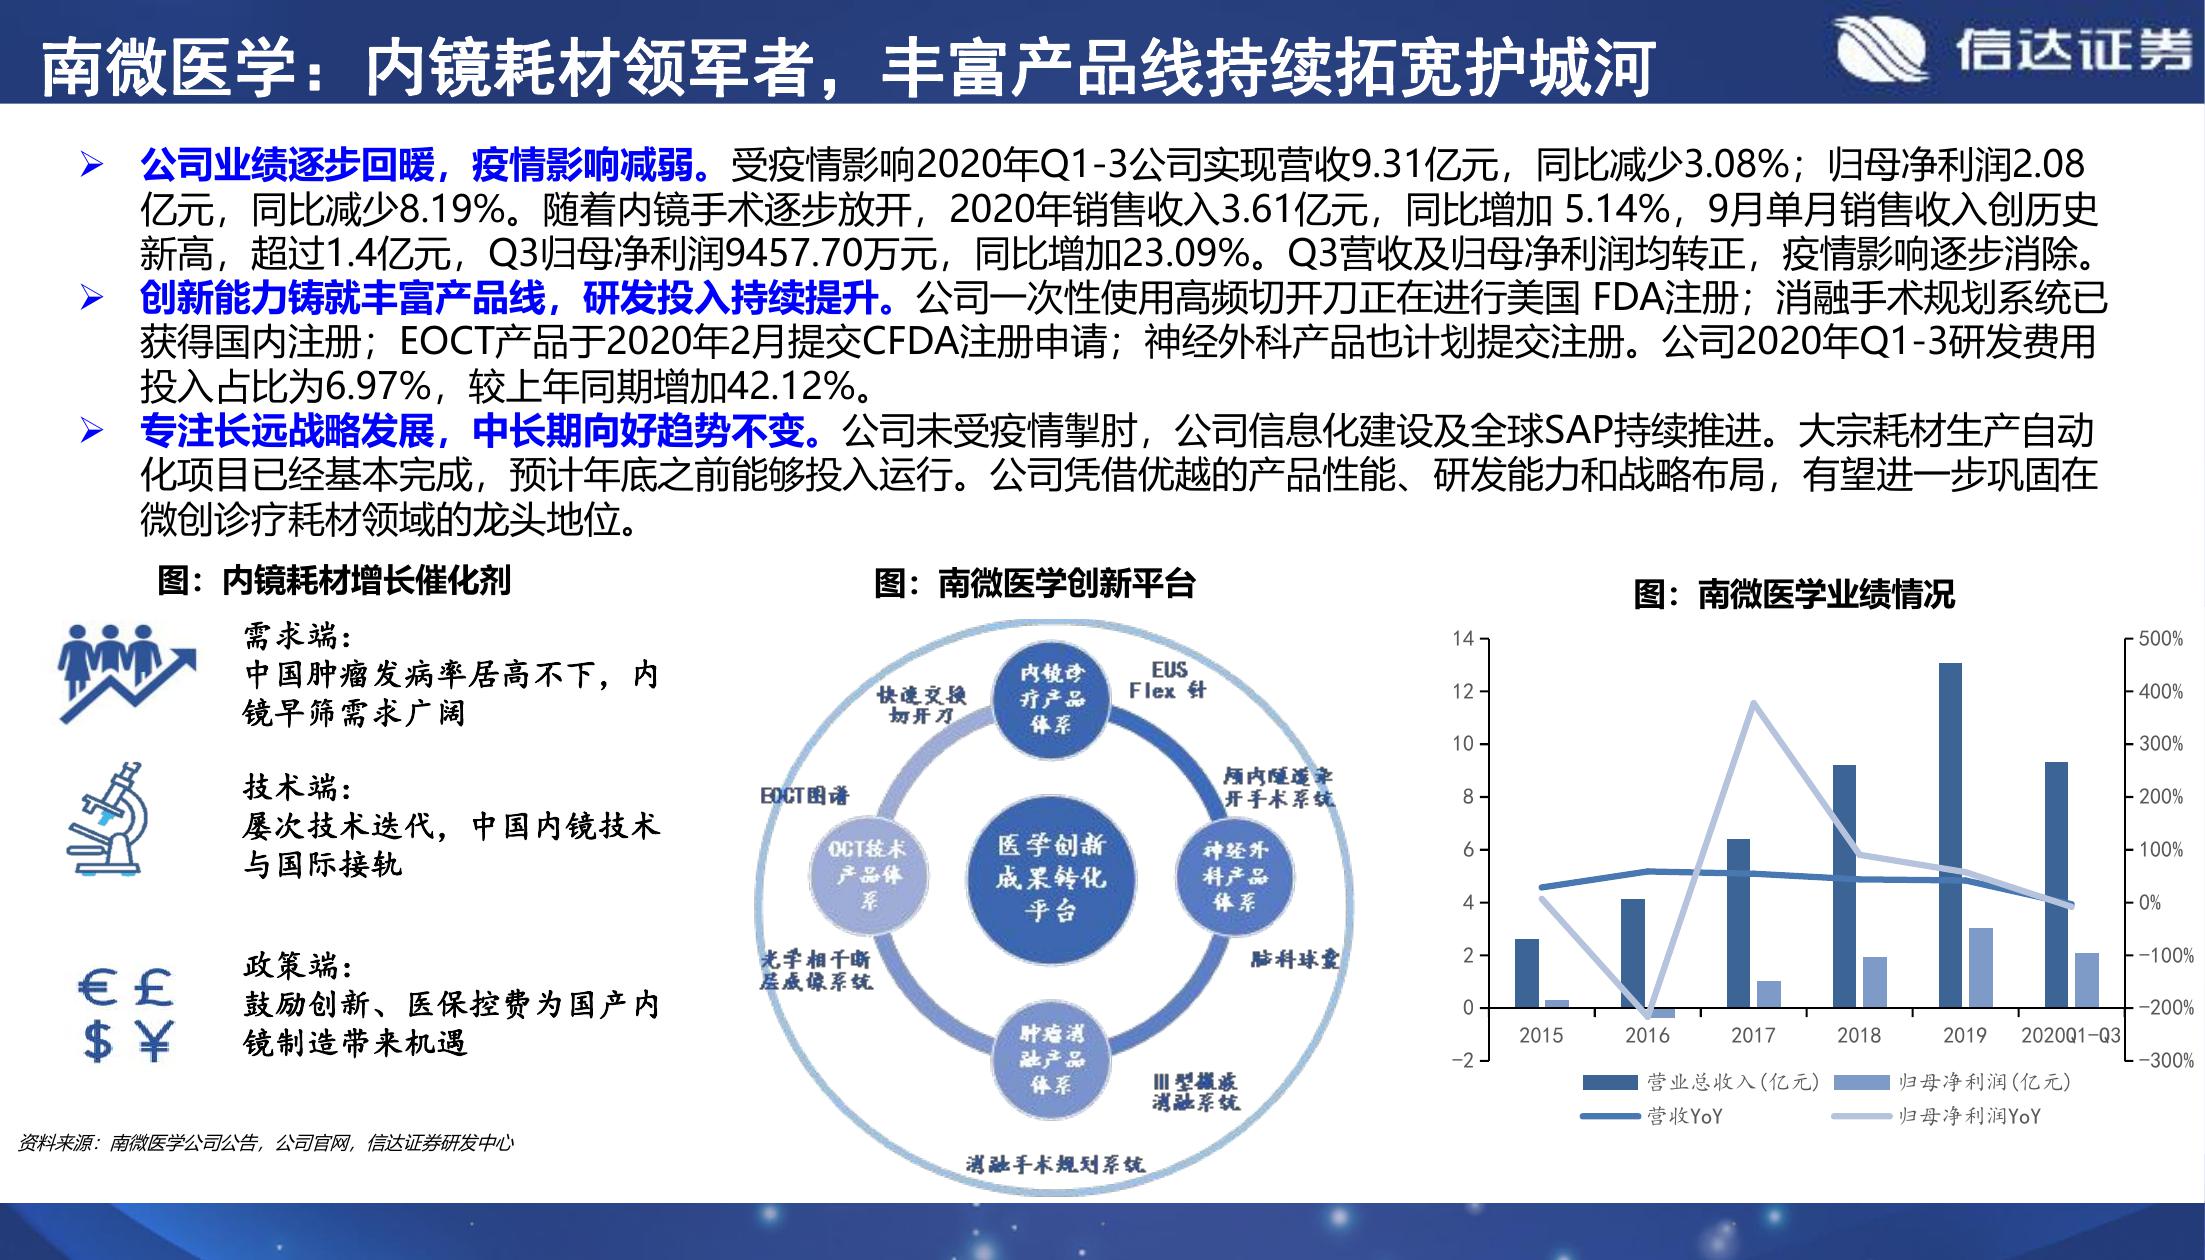 南微医学：内镜耗材领军者，丰富产品线持续拓宽护城河
信达证券
公司业绩逐步回暖，疫情影响减弱。受疫情影响2020年Q1-3公司实现营收9.31亿元，同比减少3.08%；归母净利润2.08
亿元，同比减少8.19%。随着内镜手术逐步放开，2020年销售收入3.61亿元，同比增加 5.14%，9月单月销售收入创历史
新高，超过1.4亿元，Q3归母净利润9457.70万元，同比增加23.09%。Q3营收及归母净利润均转正，疫情影响逐步消除。
创新能力铸就丰富产品线，研发投入持续提升。公司一次性使用高频切开刀正在进行美国 FDA注册；消融手术规划系统已
获得国内注册；EOCT产品于2020年2月提交CFDA注册申请；神经外科产品也计划提交注册。公司2020年Q1-3研发费用
投入占比为6.97%，较上年同期增加42.12%。
专注长远战略发展，中长期向好趋势不变。公司未受疫情掣肘，公司信息化建设及全球SAP持续推进。大宗耗材生产自动
化项目已经基本完成，预计年底之前能够投入运行。公司凭借优越的产品性能、研发能力和战略布局，有望进一步巩固在
微创诊疗耗材领域的龙头地位。
图：内镜耗材增长催化剂
需求端：
中国肿瘤发病率居高不下，内
镜早筛需求广阔
技术端：
屡次技术迭代，中国内镜技术
与国际接轨
€ £
$ ¥
政策端：
鼓励创新、医保控费为国产内
镜制造带来机遇
图：南微医学创新平台
内镜诊
疗产品
体系
EUS
Flex 针
快速交换
切开刀
颅内隧道牵
开手术系统
EOCT图谱
OCT技术
产品体
系
医学创新
成果转化
平台
神经外
科产品
体系
光学相干断
层成像系统
脑科球囊
肿瘤消
融产品
体系
III型微波
消融系统
消融手术规划系统
图：南微医学业绩情况
14
12
10
8
6
4
2
0
-2
500%
400%
300%
200%
100%
0%
-100%
-200%
-300%
2015 2016 2017 2018 2019 2020Q1-Q3
营业总收入(亿元) 归母净利润(亿元)
营收YoY 归母净利润YoY
资料来源：南微医学公司公告，公司官网，信达证券研发中心